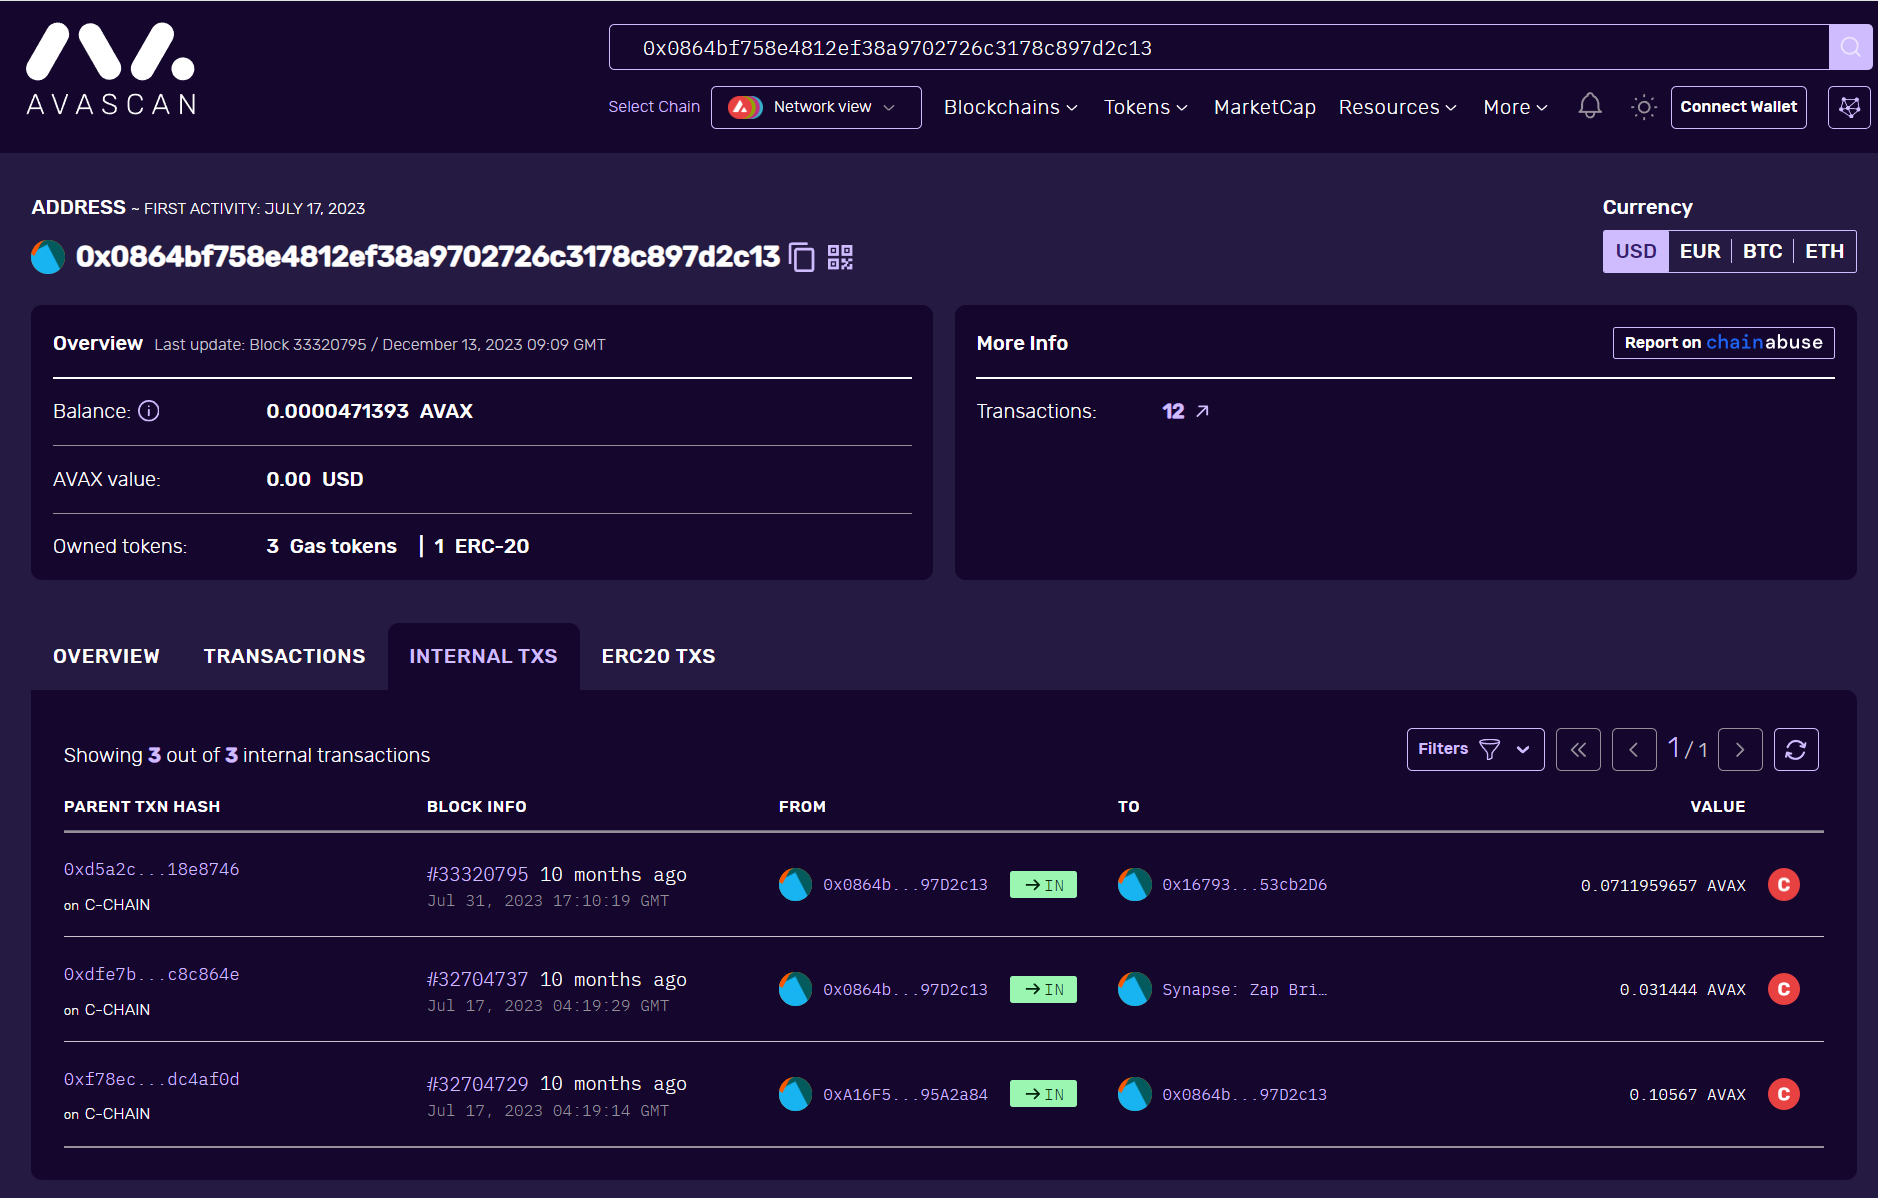 0x0864bf758e4812ef38a9702726c3178c897d2c13
AVASCAN
Select Chain Network view Blockchains Tokens MarketCap Resources More Connect Wallet
ADDRESS ~ FIRST ACTIVITY: JULY 17, 2023
Currency
0x0864bf758e4812ef38a9702726c3178c897d2c13
USD EUR BTC ETH
Overview Last update: Block 33320795 / December 13, 2023 09:09 GMT
Balance: 0.0000471393 AVAX
AVAX value: 0.00 USD
Owned tokens: 3 Gas tokens | 1 ERC-20
More Info Report on chainabuse
Transactions: 12
OVERVIEW TRANSACTIONS INTERNAL TXS ERC20 TXS
Showing 3 out of 3 internal transactions
Filters 1 / 1
PARENT TXN HASH BLOCK INFO FROM TO VALUE
0xd5a2c...18e8746 #33320795 10 months ago 0x0864b...97D2c13 IN 0x16793...53cb2D6 0.0711959657 AVAX C
on C-CHAIN Jul 31, 2023 17:10:19 GMT
0xdfe7b...c8c864e #32704737 10 months ago 0x0864b...97D2c13 IN Synapse: Zap Bri… 0.031444 AVAX C
on C-CHAIN Jul 17, 2023 04:19:29 GMT
0xf78ec...dc4af0d #32704729 10 months ago 0xA16F5...95A2a84 IN 0x0864b...97D2c13 0.10567 AVAX C
on C-CHAIN Jul 17, 2023 04:19:14 GMT